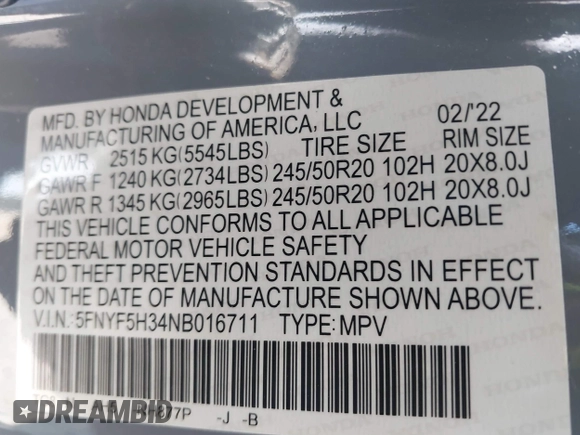 MFD. BY HONDA DEVELOPMENT &
MANUFACTURING OF AMERICA, LLC 02/'22
GVWR 2515 KG(5545LBS) TIRE SIZE RIM SIZE
GAWR F 1240 KG(2734LBS) 245/50R20 102H 20X8.0J
GAWR R 1345 KG(2965LBS) 245/50R20 102H 20X8.0J
THIS VEHICLE CONFORMS TO ALL APPLICABLE
FEDERAL MOTOR VEHICLE SAFETY
AND THEFT PREVENTION STANDARDS IN EFFECT
ON THE DATE OF MANUFACTURE SHOWN ABOVE.
V.I.N.:5FNYF5H34NB016711 TYPE:MPV
-J -B
DREAMBID